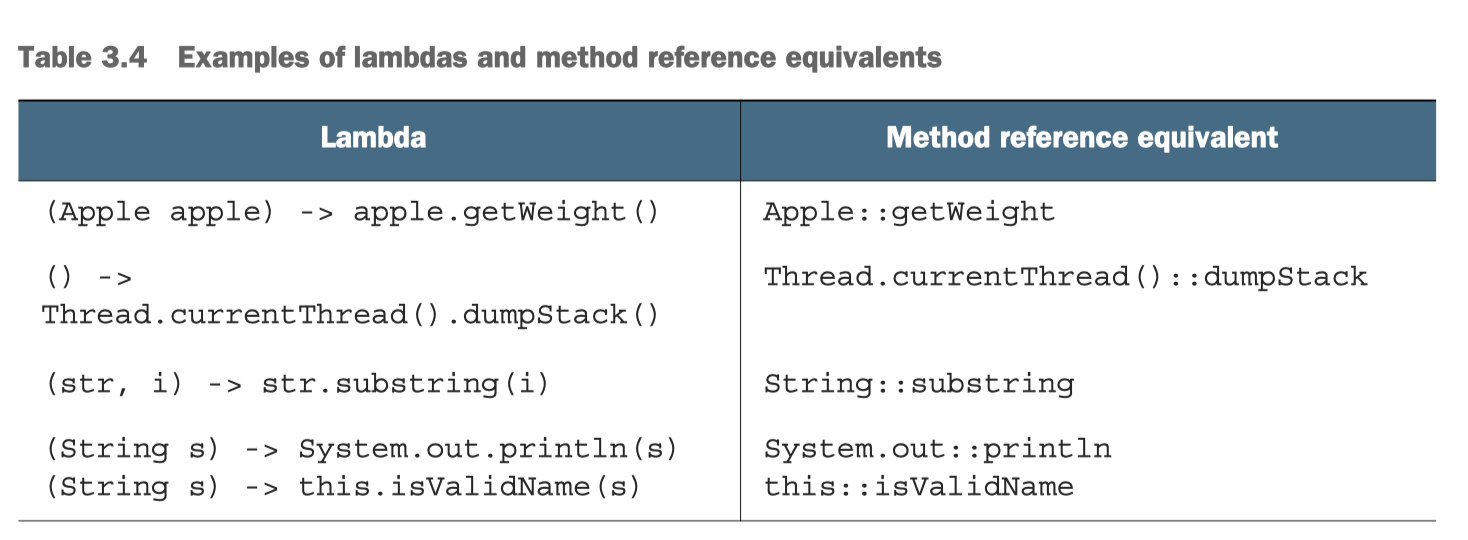 Table 3.4 Examples of lambdas and method reference equivalents
Lambda Method reference equivalent
(Apple apple) -> apple.getWeight() Apple::getWeight
() -> Thread.currentThread()::dumpStack
Thread.currentThread().dumpStack()
(str, i) -> str.substring(i) String::substring
(String s) -> System.out.println(s) System.out::println
(String s) -> this.isValidName(s) this::isValidName